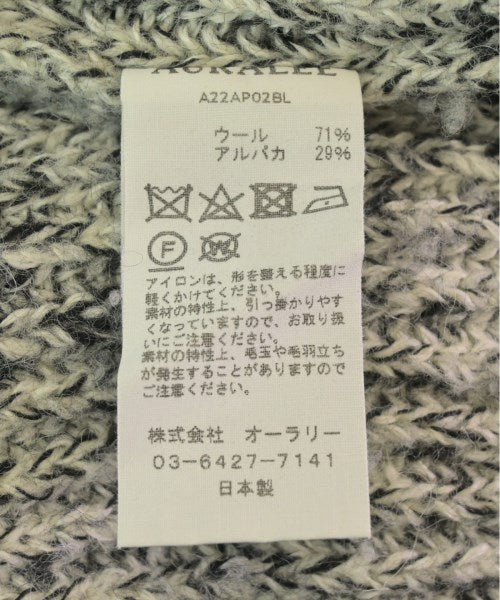 AURALEE
A22AP02BL
ウール 71%
アルパカ 29%
F
W
アイロンは、形を整える程度に
軽くかけてください。
素材の特性上、引っ掛かりやす
くなっていますので、お取り扱
いにご注意ください。
素材の特性上、毛玉や毛羽立ち
が発生することがありますので
ご注意ください。
株式会社 オーラリー
03-6427-7141
日本製